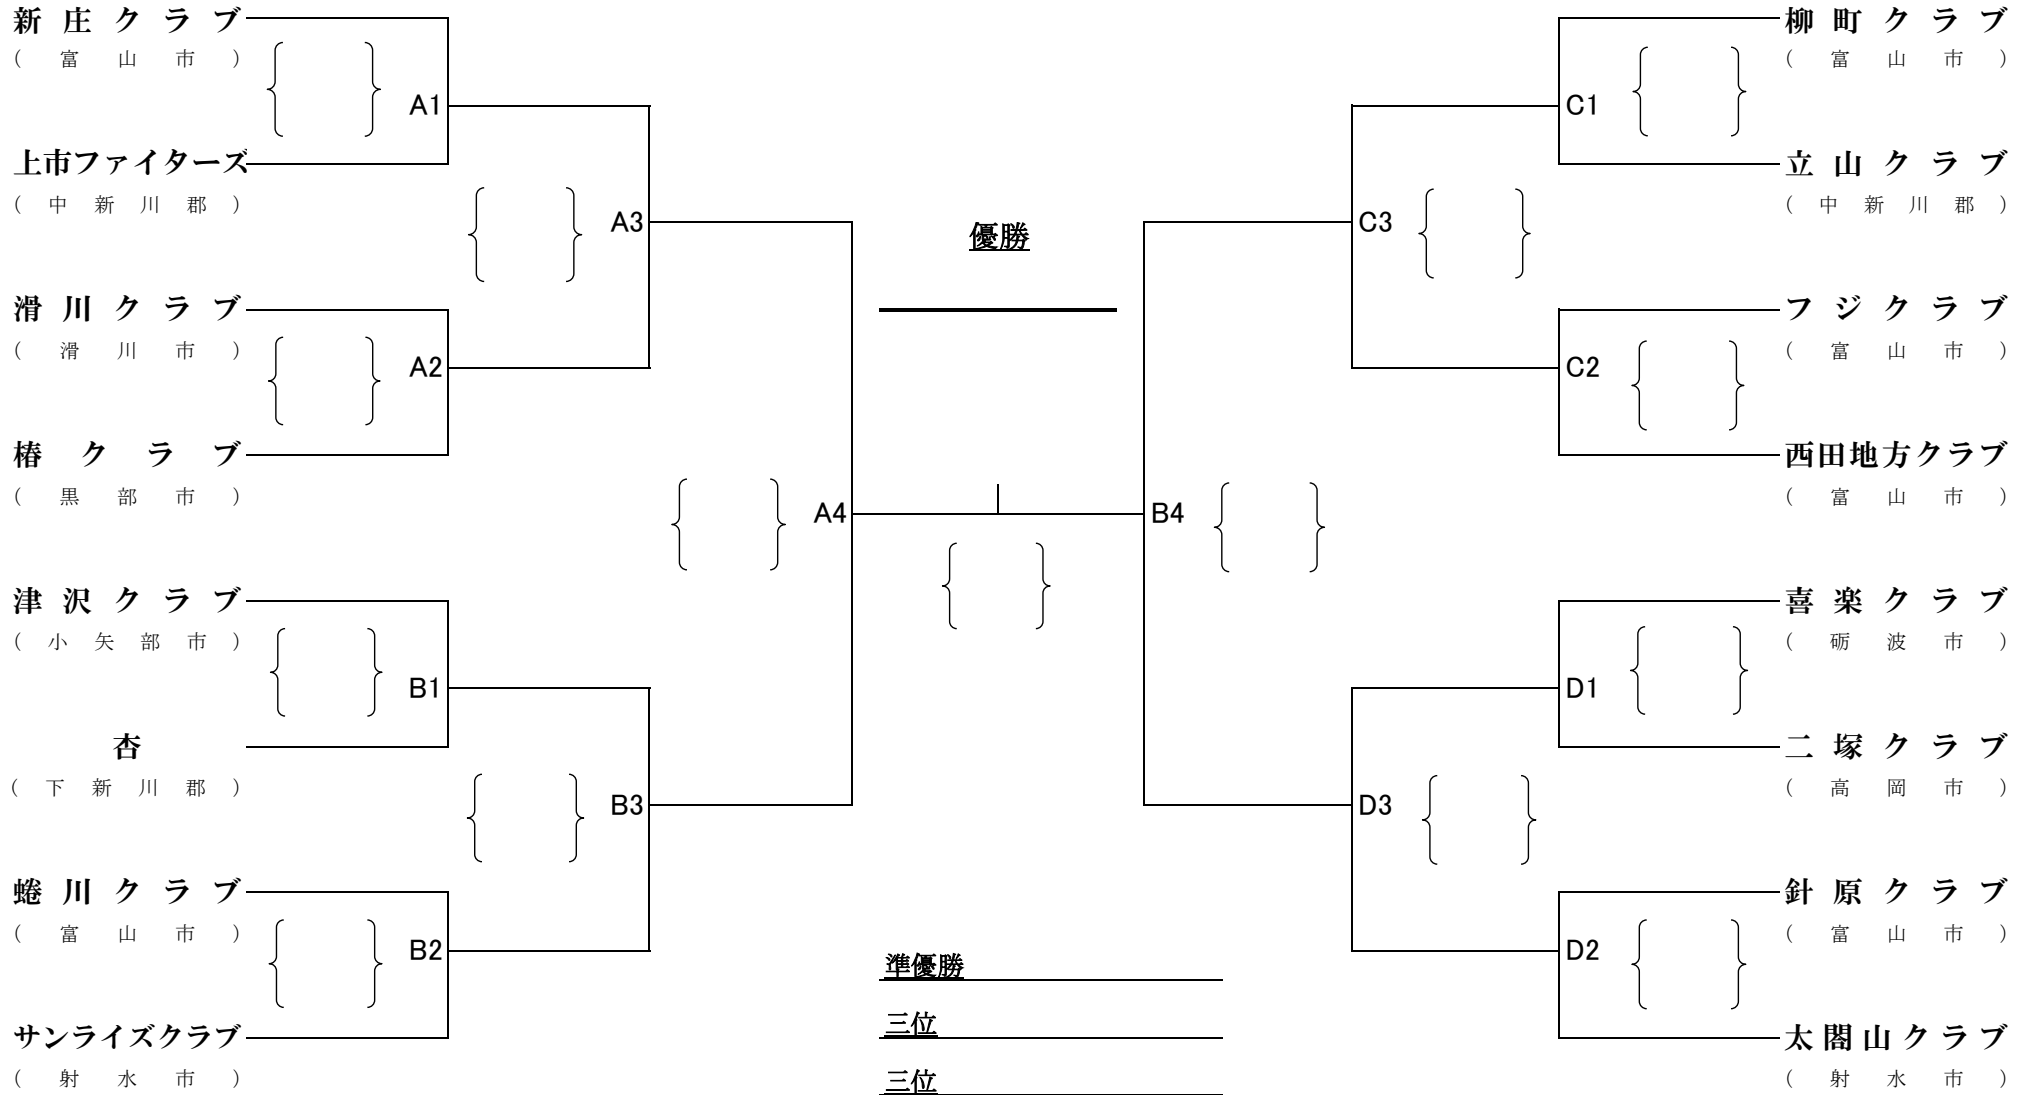 新庄クラブ
(富山市)
A1
上市ファイターズ
(中新川郡)
A3
滑川クラブ
(滑川市)
A2
椿クラブ
(黒部市)
A4
津沢クラブ
(小矢部市)
B1
杏
(下新川郡)
B3
蜷川クラブ
(富山市)
B2
サンライズクラブ
(射水市)
優勝
準優勝
三位
三位
柳町クラブ
(富山市)
C1
立山クラブ
(中新川郡)
C3
フジクラブ
(富山市)
C2
西田地方クラブ
(富山市)
B4
喜楽クラブ
(砺波市)
D1
二塚クラブ
(高岡市)
D3
針原クラブ
(富山市)
D2
太閤山クラブ
(射水市)